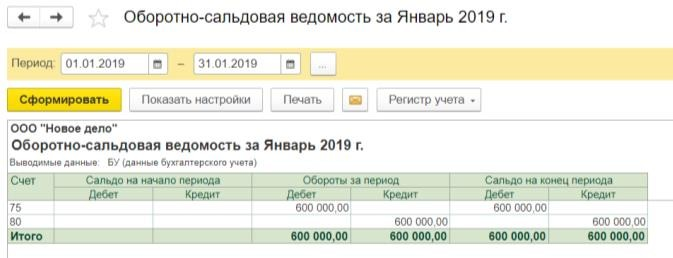 Оборотно-сальдовая ведомость за Январь 2019 г.
Период: 01.01.2019 – 31.01.2019 ...
Сформировать Показать настройки Печать Регистр учета
ООО "Новое дело"
Оборотно-сальдовая ведомость за Январь 2019 г.
Выводимые данные: БУ (данные бухгалтерского учета)
Счет Сальдо на начало периода Обороты за период Сальдо на конец периода
Дебет Кредит Дебет Кредит Дебет Кредит
75 600 000,00 600 000,00
80 600 000,00 600 000,00
Итого 600 000,00 600 000,00 600 000,00 600 000,00